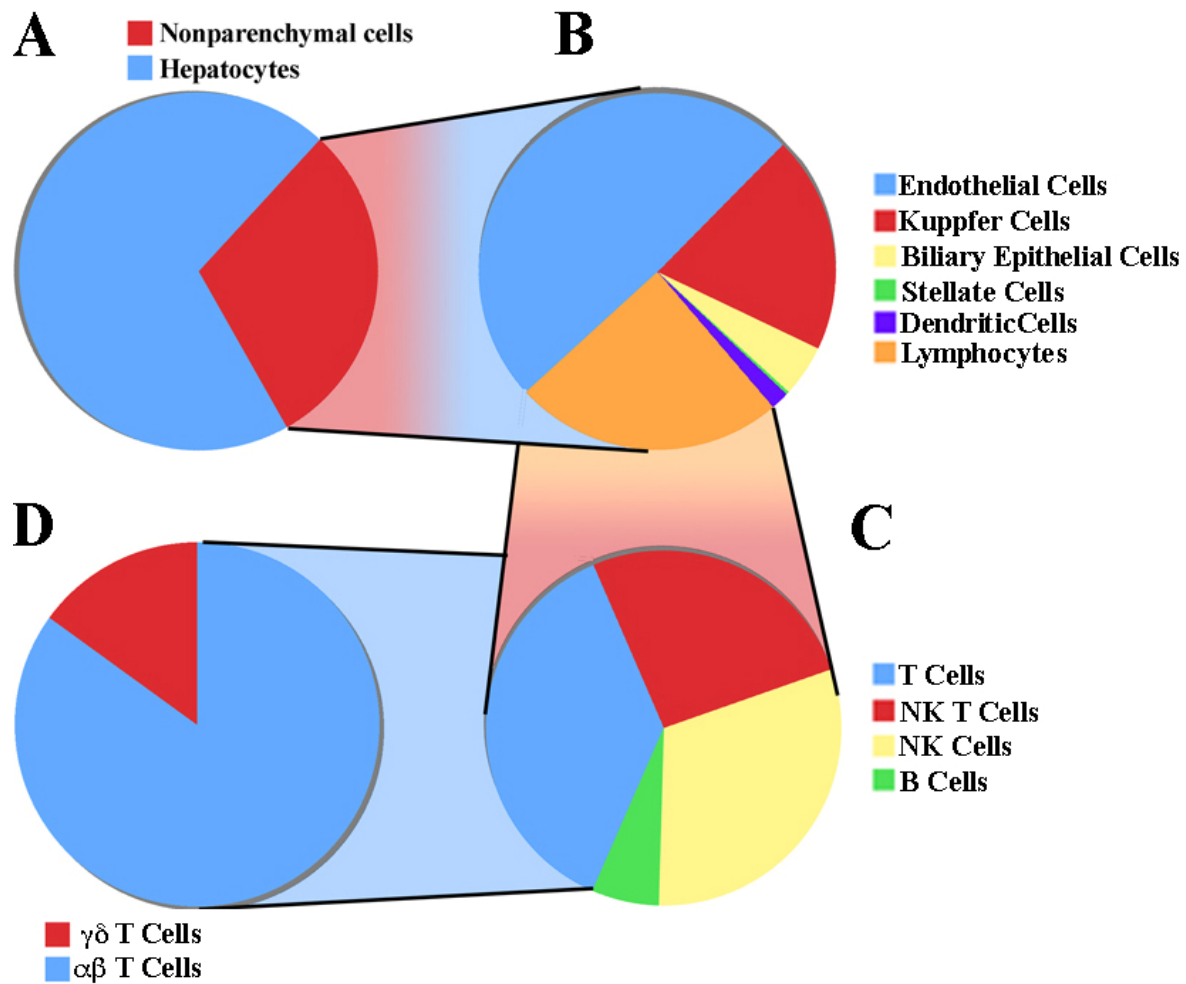 A
Nonparenchymal cells
Hepatocytes
B
Endothelial Cells
Kuppfer Cells
Biliary Epithelial Cells
Stellate Cells
DendriticCells
Lymphocytes
D
C
T Cells
NK T Cells
NK Cells
B Cells
γδ T Cells
αβ T Cells